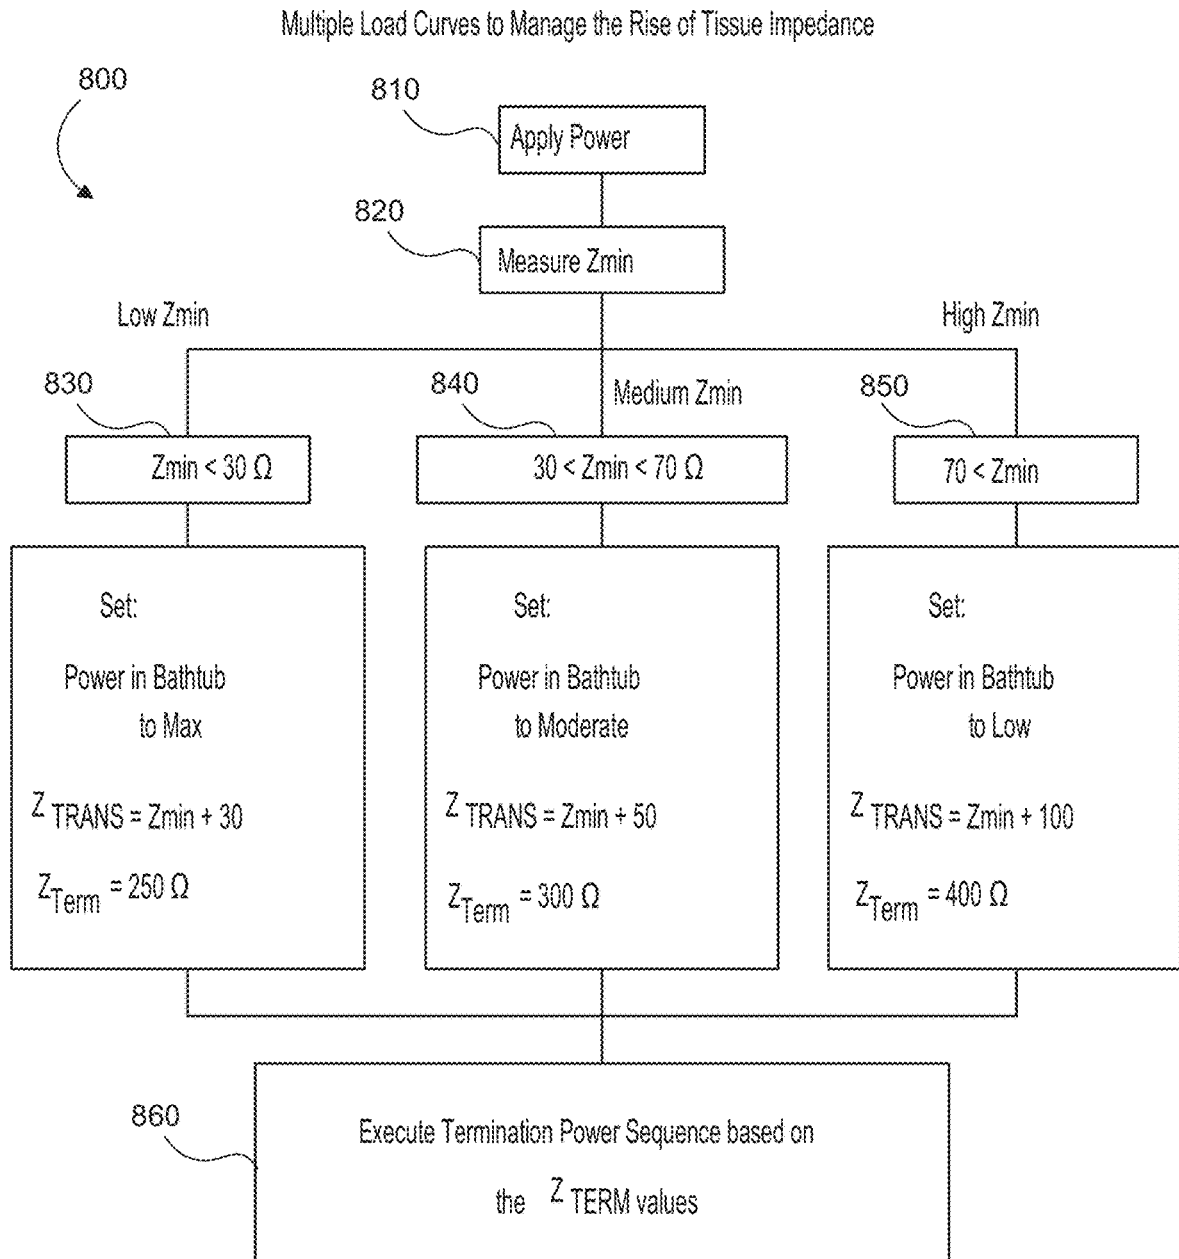 Multiple Load Curves to Manage the Rise of Tissue Impedance
800
810
Apply Power
820
Measure Zmin
Low Zmin
High Zmin
830
840
Medium Zmin
850
Zmin < 30 Ω
30 < Zmin < 70 Ω
70 < Zmin
Set:
Power in Bathtub
to Max
Z TRANS = Zmin + 30
Z Term = 250 Ω
Set:
Power in Bathtub
to Moderate
Z TRANS = Zmin + 50
Z Term = 300 Ω
Set:
Power in Bathtub
to Low
Z TRANS = Zmin + 100
Z Term = 400 Ω
860
Execute Termination Power Sequence based on
the Z TERM values